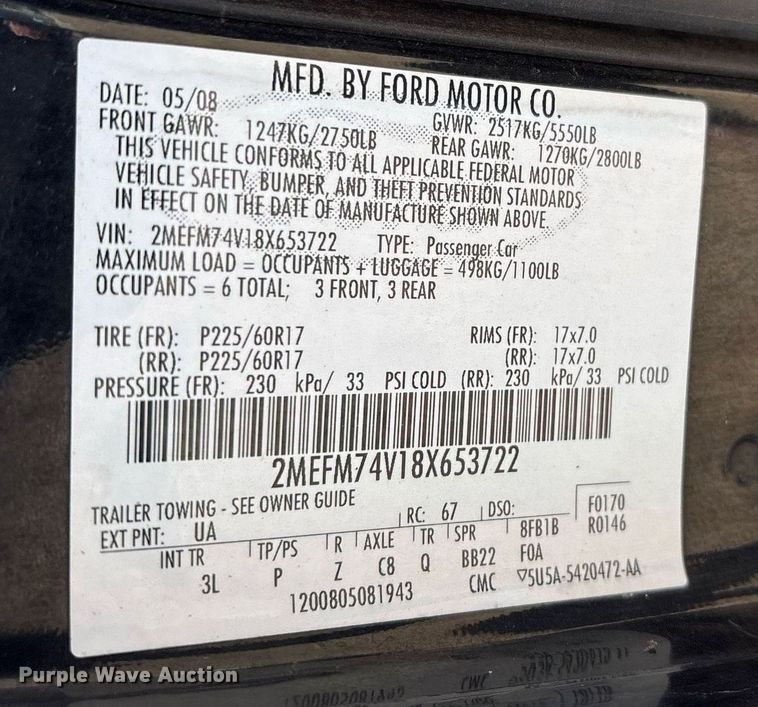 MFD. BY FORD MOTOR CO.
DATE: 05/08
GVWR: 2517KG/5550LB
FRONT GAWR: 1247KG/2750LB REAR GAWR: 1270KG/2800LB
THIS VEHICLE CONFORMS TO ALL APPLICABLE FEDERAL MOTOR
VEHICLE SAFETY, BUMPER, AND THEFT PREVENTION STANDARDS
IN EFFECT ON THE DATE OF MANUFACTURE SHOWN ABOVE
VIN: 2MEFM74V18X653722 TYPE: Passenger Car
MAXIMUM LOAD = OCCUPANTS + LUGGAGE = 498KG/1100LB
OCCUPANTS = 6 TOTAL; 3 FRONT, 3 REAR
TIRE (FR): P225/60R17 RIMS (FR): 17x7.0
(RR): P225/60R17 (RR): 17x7.0
PRESSURE (FR): 230 kPa/ 33 PSI COLD (RR): 230 kPa/ 33 PSI COLD
2MEFM74V18X653722
TRAILER TOWING - SEE OWNER GUIDE
EXT PNT: UA RC: 67 DSO: F0170
INT TR TP/PS R AXLE TR SPR 8FB1B R0146
3L P Z C8 Q BB22 FOA
1200805081943 CMC ▽5U5A-5420472-AA
Purple Wave Auction